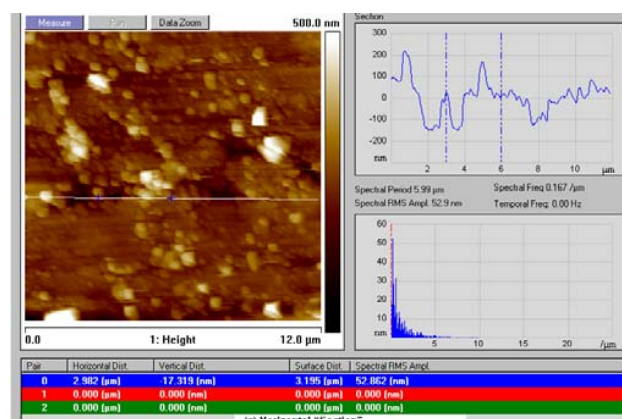 Measure Pan Data Zoom 500.0 nm
0.0 1: Height 12.0 µm
Section
300
200
100
0
-100
-200
nm
2 4 6 8 10 µm
Spectral Period 5.99 µm Spectral Freq 0.167 /µm
Spectral RMS Ampl. 52.9 nm Temporal Freq: 0.00 Hz
60
50
40
30
20
10
nm
5 10 15 20 /µm
Pair Horizontal Dist. Vertical Dist. Surface Dist. Spectral RMS Ampl.
0 2.982 (µm) -17.319 (nm) 3.195 (µm) 52.862 (nm)
1 0.000 (µm) 0.000 (nm) 0.000 (µm) 0.000 (nm)
2 0.000 (µm) 0.000 (nm) 0.000 (µm) 0.000 (nm)